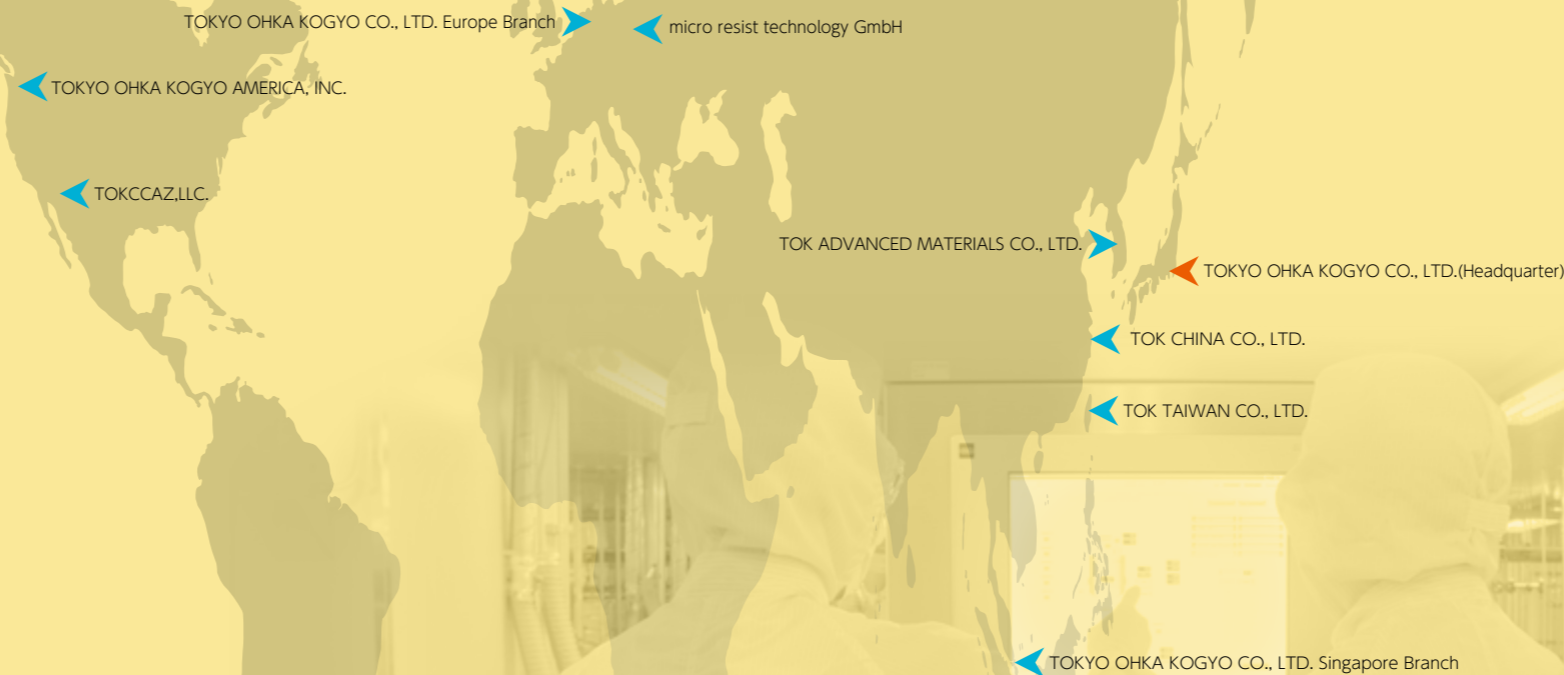 TOKYO OHKA KOGYO CO., LTD. Europe Branch
micro resist technology GmbH
TOKYO OHKA KOGYO AMERICA, INC.
TOKCCAZ,LLC.
TOK ADVANCED MATERIALS CO., LTD.
TOKYO OHKA KOGYO CO., LTD.(Headquarter)
TOK CHINA CO., LTD.
TOK TAIWAN CO., LTD.
TOKYO OHKA KOGYO CO., LTD. Singapore Branch